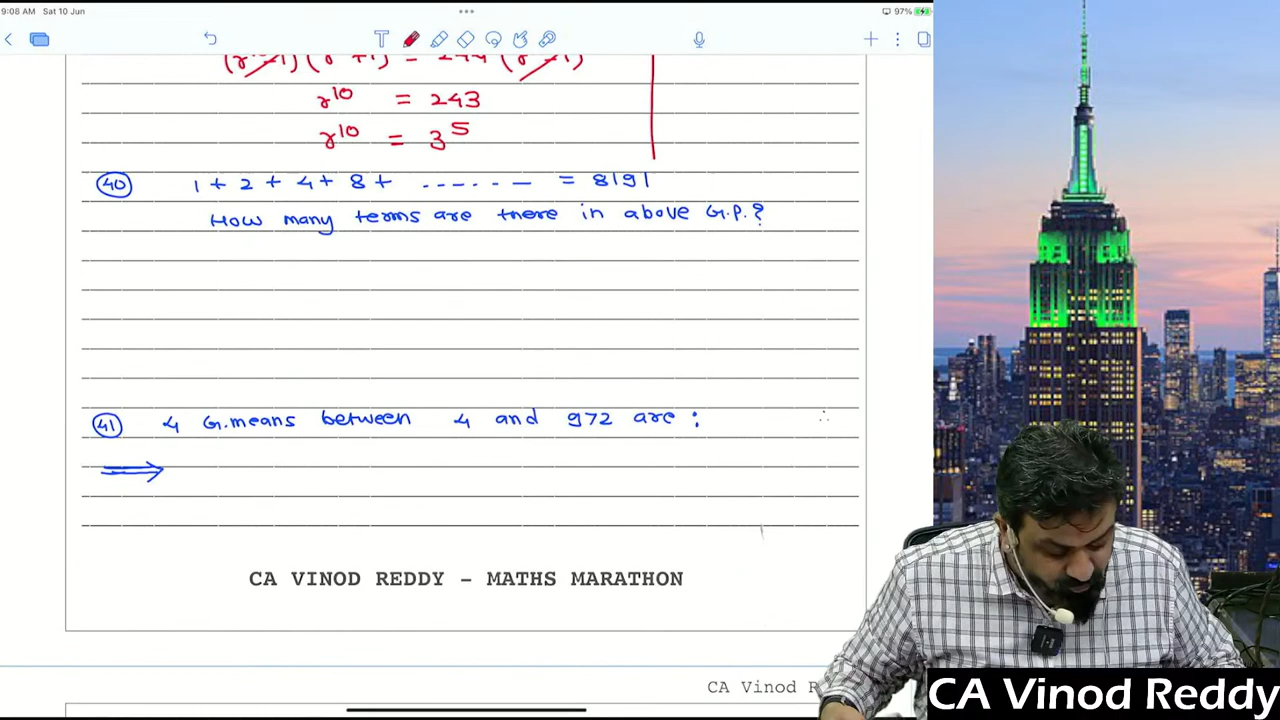 9:08 AM Sat 10 Jun
97%
r¹⁰ = 243
r¹⁰ = 3⁵
40 1 + 2 + 4 + 8 + ....... = 8191
How many terms are there in above G.P.?
41 4 G.means between 4 and 972 are :
CA VINOD REDDY - MATHS MARATHON
CA Vinod R
CA Vinod Reddy